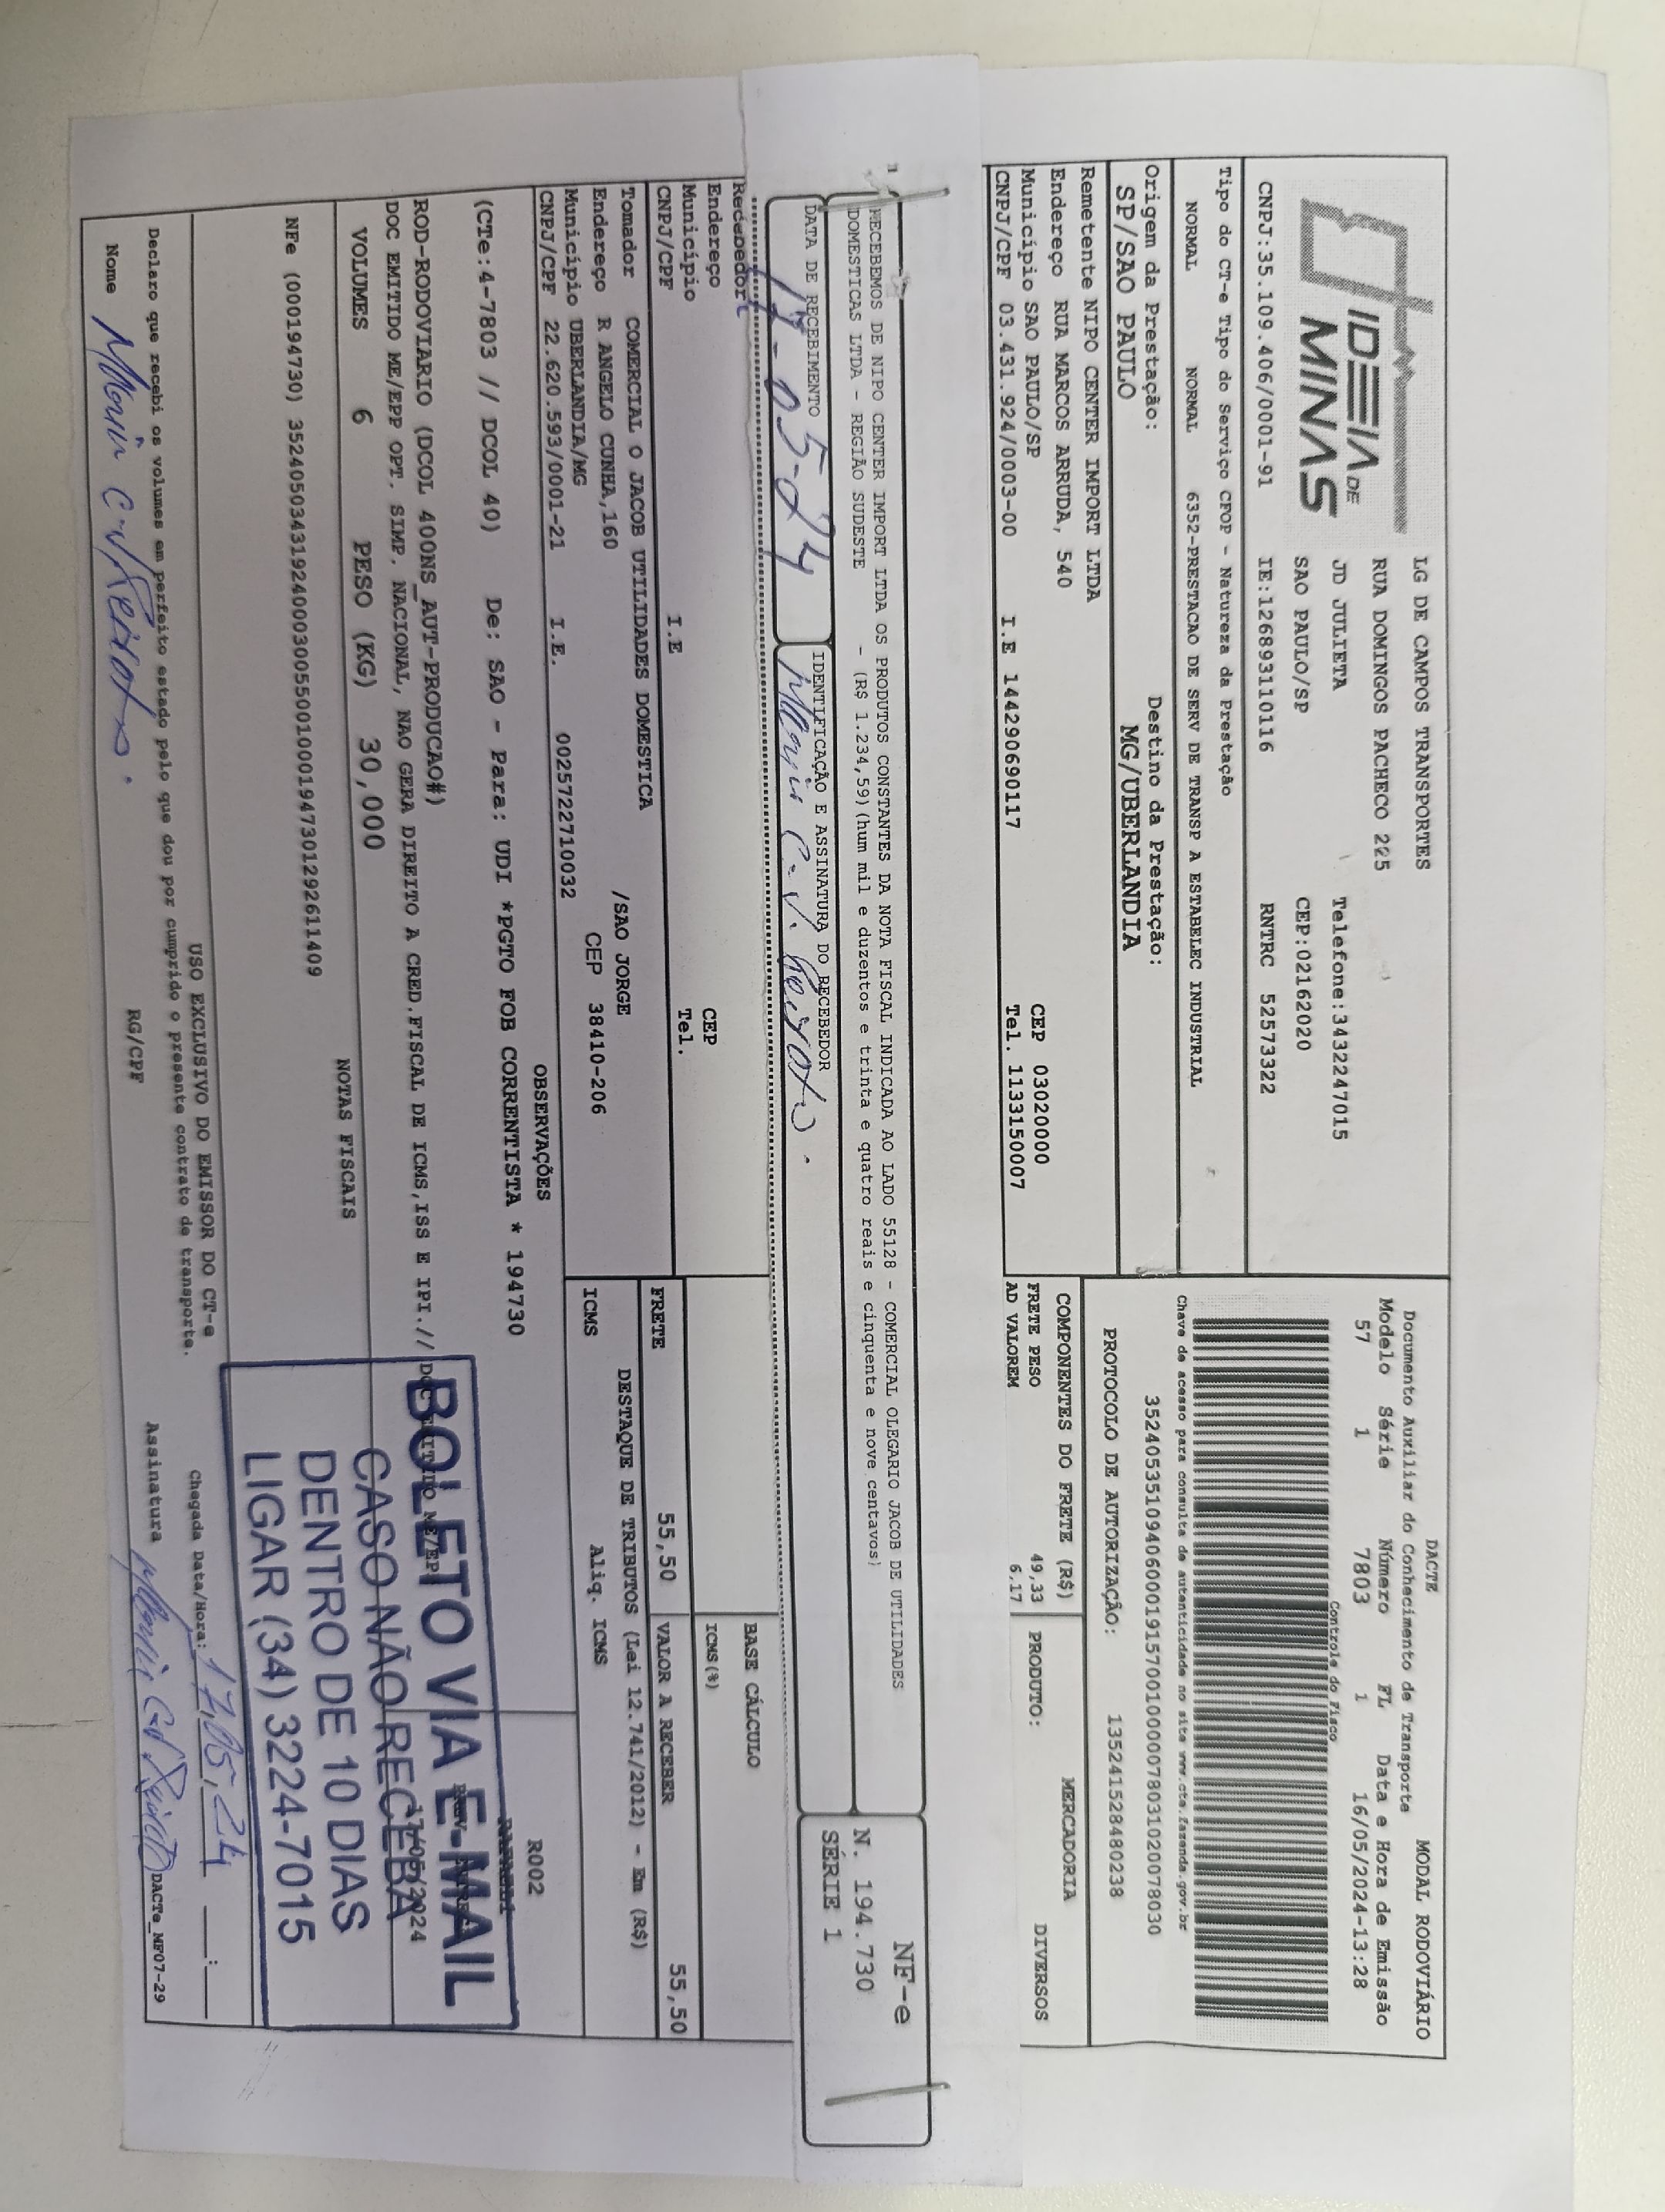 IDEIA DE
MINAS
LG DE CAMPOS TRANSPORTES
RUA DOMINGOS PACHECO 225
JD JULIETA Telefone:3432247015
SAO PAULO/SP CEP:02162020
CNPJ:35.109.406/0001-91 IE:126893110116 RNTRC 52573322
Tipo do CT-e Tipo do Serviço CFOP - Natureza da Prestação
NORMAL NORMAL 6352-PRESTACAO DE SERV DE TRANSP A ESTABELEC INDUSTRIAL
Origem da Prestação: Destino da Prestação:
SP/SAO PAULO MG/UBERLANDIA
Remetente NIPO CENTER IMPORT LTDA
Endereço RUA MARCOS ARRUDA, 540
Município SAO PAULO/SP CEP 03020000
CNPJ/CPF 03.431.924/0003-00 I.E 144290690117 Tel. 1133150007
DACTE MODAL RODOVIÁRIO
Documento Auxiliar do Conhecimento de Transporte
Modelo Série Número FL Data e Hora de Emissão
57 1 7803 1 16/05/2024-13:28
Controle do Fisco
Chave de acesso para consulta de autenticidade no site www.cte.fazenda.gov.br
35240535109406000191570010000078031020078030
PROTOCOLO DE AUTORIZAÇÃO: 135241528480238
COMPONENTES DO FRETE (R$) MERCADORIA
FRETE PESO 49,33 PRODUTO: DIVERSOS
AD VALOREM 6,17
RECEBEMOS DE NIPO CENTER IMPORT LTDA OS PRODUTOS CONSTANTES DA NOTA FISCAL INDICADA AO LADO 55128 - COMERCIAL OLEGARIO JACOB DE UTILIDADES
DOMESTICAS LTDA - REGIÃO SUDESTE - (R$ 1.234,59) (hum mil e duzentos e trinta e quatro reais e cinquenta e nove centavos)
DATA DE RECEBIMENTO IDENTIFICAÇÃO E ASSINATURA DO RECEBEDOR
17-05-24
NF-e
N. 194.730
SÉRIE 1
Recebedor
Endereço
Município CEP
CNPJ/CPF I.E Tel.
BASE CÁLCULO
ICMS(%)
FRETE 55,50 VALOR A RECEBER 55,50
Tomador COMERCIAL O JACOB UTILIDADES DOMESTICA
Endereço R ANGELO CUNHA,160 /SAO JORGE
Município UBERLANDIA/MG CEP 38410-206
CNPJ/CPF 22.620.593/0001-21 I.E. 0025722710032
DESTAQUE DE TRIBUTOS (Lei 12.741/2012) - Em (R$)
ICMS Aliq. ICMS
OBSERVAÇÕES
R002
(CTe:4-7803 // DCOL 40) De: SAO - Para: UDI *PGTO FOB CORRENTISTA * 194730
ROD-RODOVIARIO (DCOL 400NS_AUT-PRODUCAO#)
DOC EMITIDO ME/EPP OPT. SIMP. NACIONAL, NAO GERA DIREITO A CRED.FISCAL DE ICMS,ISS E IPI.// DOC EMITIDO ME/EPP
17/05/2024
VOLUMES 6 PESO (KG) 30,000
NOTAS FISCAIS
NFe (000194730) 35240503431924000300550010001947301292611409
BOLETO VIA E-MAIL
CASO NÃO RECEBA
DENTRO DE 10 DIAS
LIGAR (34) 3224-7015
USO EXCLUSIVO DO EMISSOR DO CT-e
Declaro que recebi os volumes em perfeito estado pelo que dou por cumprido o presente contrato de transporte.
Chegada Data/Hora: 17,05,24 __:__
Nome RG/CPF Assinatura
DACTe_MF07-29